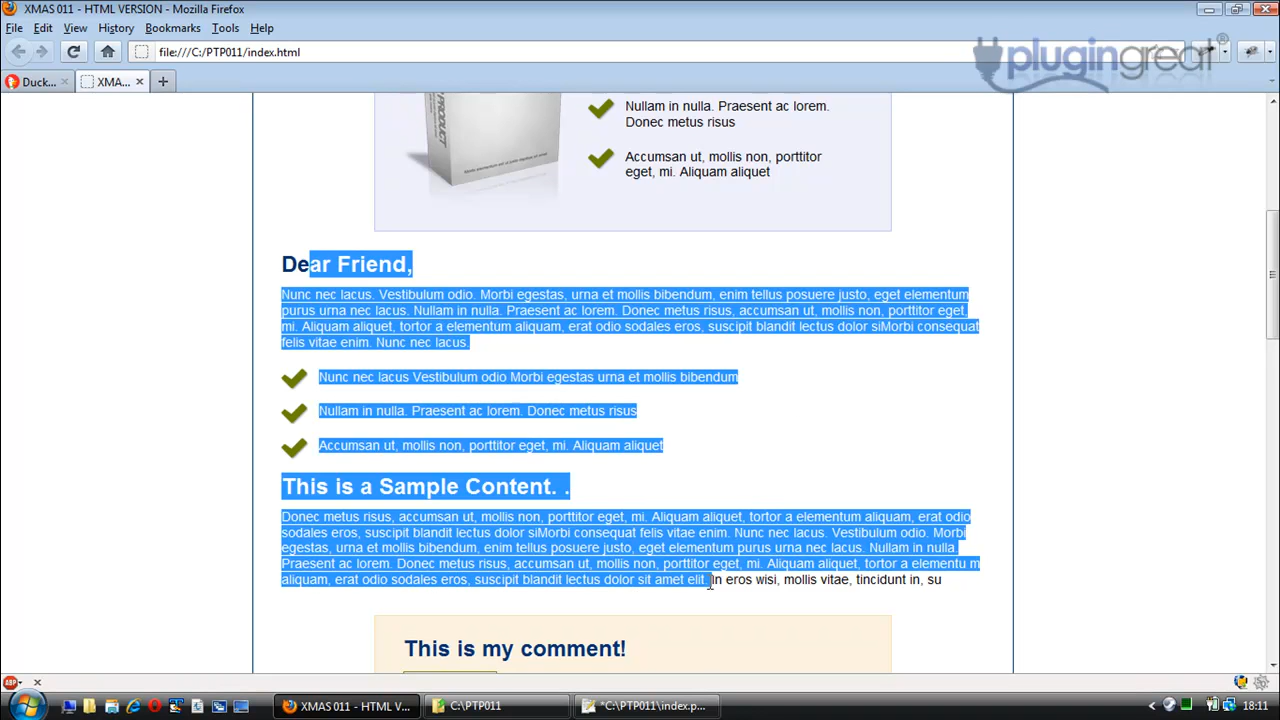 XMAS 011 - HTML VERSION - Mozilla Firefox
File Edit View History Bookmarks Tools Help
file:///C:/PTP011/index.html
plugingreat®
Duck... XMA...
PRODUCT
Nullam in nulla. Praesent ac lorem.
Donec metus risus
Accumsan ut, mollis non, porttitor
eget, mi. Aliquam aliquet
Dear Friend,
Nunc nec lacus. Vestibulum odio. Morbi egestas, urna et mollis bibendum, enim tellus posuere justo, eget elementum
purus urna nec lacus. Nullam in nulla. Praesent ac lorem. Donec metus risus, accumsan ut, mollis non, porttitor eget,
mi. Aliquam aliquet, tortor a elementum aliquam, erat odio sodales eros, suscipit blandit lectus dolor siMorbi consequat
felis vitae enim. Nunc nec lacus.
Nunc nec lacus Vestibulum odio Morbi egestas urna et mollis bibendum
Nullam in nulla. Praesent ac lorem. Donec metus risus
Accumsan ut, mollis non, porttitor eget, mi. Aliquam aliquet
This is a Sample Content. .
Donec metus risus, accumsan ut, mollis non, porttitor eget, mi. Aliquam aliquet, tortor a elementum aliquam, erat odio
sodales eros, suscipit blandit lectus dolor siMorbi consequat felis vitae enim. Nunc nec lacus. Vestibulum odio. Morbi
egestas, urna et mollis bibendum, enim tellus posuere justo, eget elementum purus urna nec lacus. Nullam in nulla.
Praesent ac lorem. Donec metus risus, accumsan ut, mollis non, porttitor eget, mi. Aliquam aliquet, tortor a elementu m
aliquam, erat odio sodales eros, suscipit blandit lectus dolor sit amet elit. In eros wisi, mollis vitae, tincidunt in, su
This is my comment!
ABP
XMAS 011 - HTML V... C:\PTP011 *C:\PTP011\index.p... 18:11